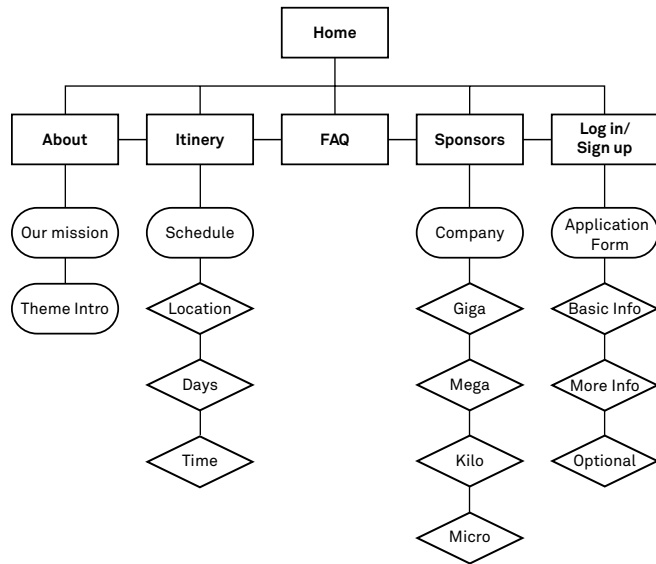 Home
About
Itinery
FAQ
Sponsors
Log in/
Sign up
Our mission
Schedule
Company
Application
Form
Theme Intro
Location
Giga
Basic Info
Days
Mega
More Info
Time
Kilo
Optional
Micro